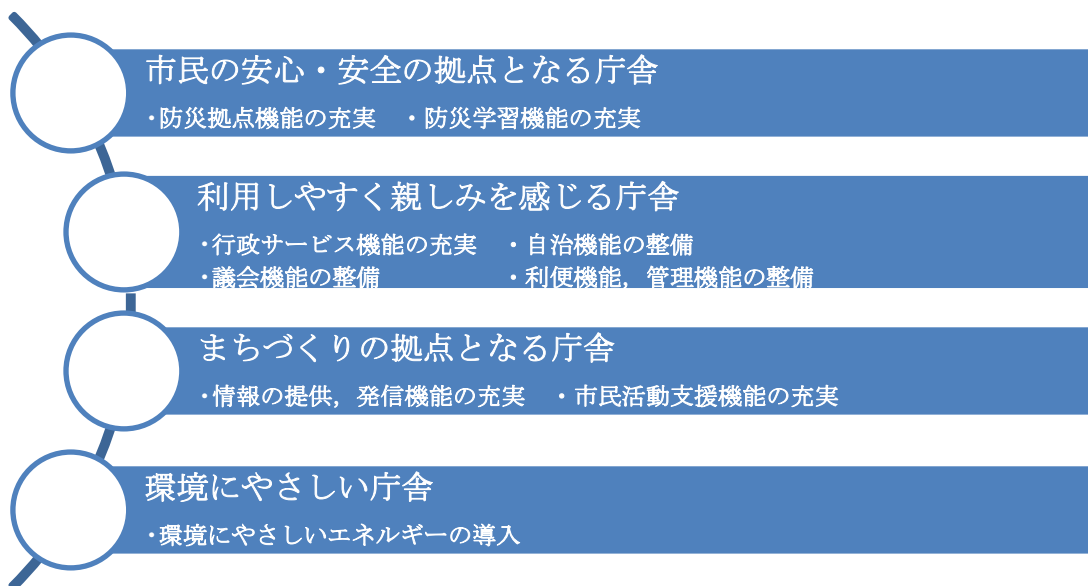 市民の安心・安全の拠点となる庁舎
・防災拠点機能の充実　・防災学習機能の充実
利用しやすく親しみを感じる庁舎
・行政サービス機能の充実　・自治機能の整備
・議会機能の整備　・利便機能，管理機能の整備
まちづくりの拠点となる庁舎
・情報の提供，発信機能の充実　・市民活動支援機能の充実
環境にやさしい庁舎
・環境にやさしいエネルギーの導入